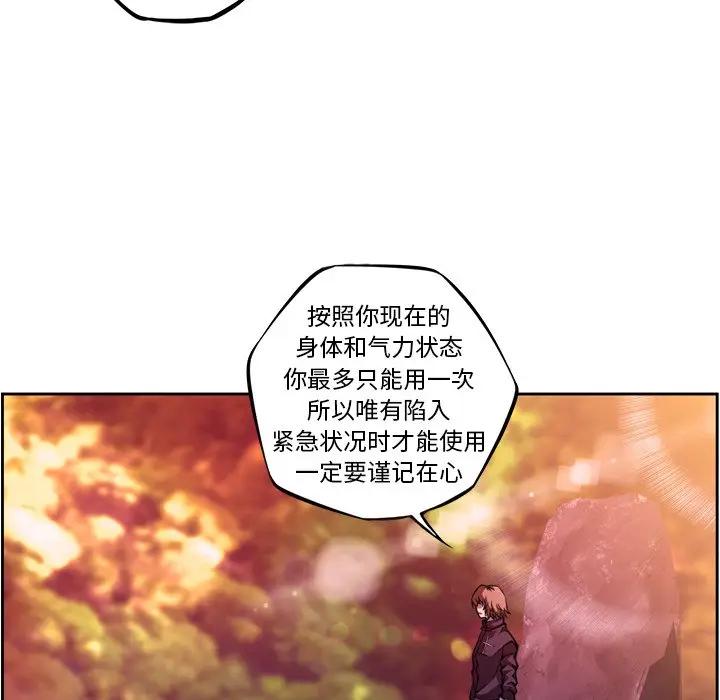 按照你现在的
身体和气力状态
你最多只能用一次
所以唯有陷入
紧急状况时才能使用
一定要谨记在心